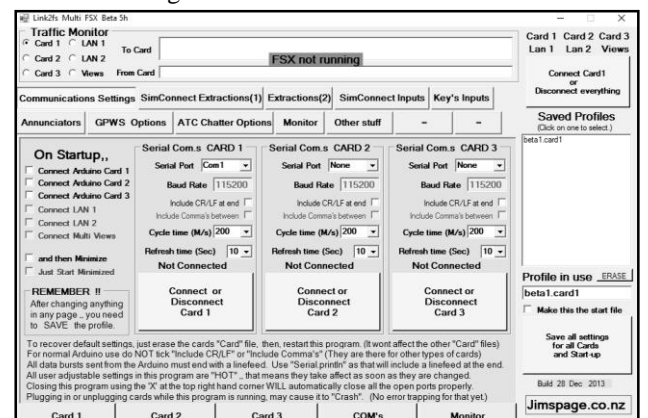 Link2fs Multi FSX Beta 5h
Traffic Monitor
Card 1 LAN 1
Card 2 LAN 2
Card 3 Views
To Card
From Card
FSX not running
Card 1 Card 2 Card 3
Lan 1 Lan 2 Views
Connect Card1
or
Disconnect everything
Communications Settings SimConnect Extractions(1) Extractions(2) SimConnect Inputs Key's Inputs
Annunciators GPWS Options ATC Chatter Options Monitor Other stuff - -
Saved Profiles
(Click on one to select.)
beta1.card1
On Startup,,
Connect Arduino Card 1
Connect Arduino Card 2
Connect Arduino Card 3
Connect LAN 1
Connect LAN 2
Connect Multi Views
and then Minimize
Just Start Minimized
REMEMBER !!
After changing anything
in any page .. you need
to SAVE the profile.
Serial Com.s CARD 1
Serial Port Com1
Baud Rate 115200
Include CR/LF at end
Include Comma's between
Cycle time (M/s) 200
Refresh time (Sec) 10
Not Connected
Connect or
Disconnect
Card 1
Serial Com.s CARD 2
Serial Port None
Baud Rate 115200
Include CR/LF at end
Include Comma's between
Cycle time (M/s) 200
Refresh time (Sec) 10
Not Connected
Connect or
Disconnect
Card 2
Serial Com.s CARD 3
Serial Port None
Baud Rate 115200
Include CR/LF at end
Include Comma's between
Cycle time (M/s) 200
Refresh time (Sec) 10
Not Connected
Connect or
Disconnect
Card 3
Profile in use ERASE
beta1.card1
Make this the start file
Save all settings
for all Cards
and Start-up
Build 28 Dec 2013
Jimspage.co.nz
To recover default settings, just erase the cards "Card" file, then, restart this program. (It wont affect the other "Card" files)
For normal Arduino use do NOT tick "Include CR/LF" or "Include Comma's" (They are there for other types of cards)
All data bursts sent from the Arduino must end with a linefeed. Use "Serial.println" as that will include a linefeed at the end.
All user adjustable settings in this program are "HOT" .. that means they take affect as soon as they are changed.
Closing this program using the 'X' at the top right hand corner WILL automatically close all the open ports properly.
Plugging in or unplugging cards while this program is running, may cause it to "Crash". (No error trapping for that yet.)
Card 1 Card 2 Card 3 COM's Monitor